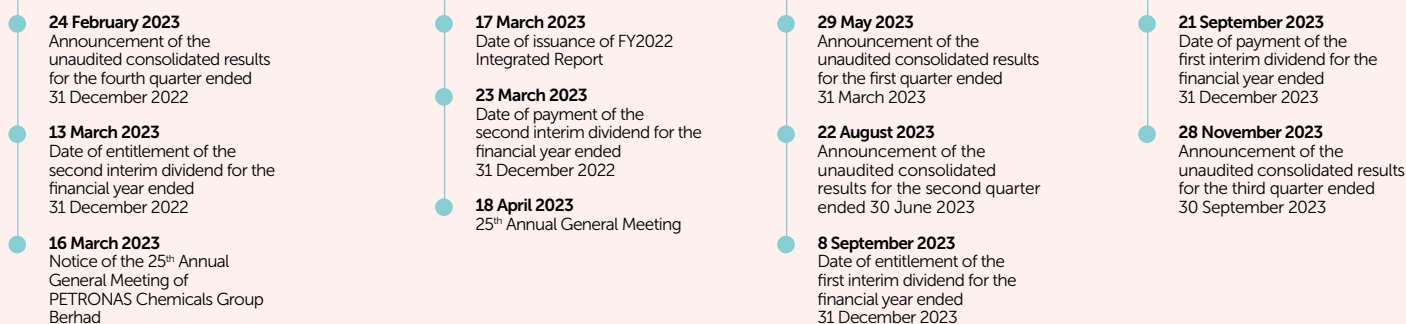 24 February 2023
Announcement of the
unaudited consolidated results
for the fourth quarter ended
31 December 2022
13 March 2023
Date of entitlement of the
second interim dividend for the
financial year ended
31 December 2022
16 March 2023
Notice of the 25th Annual
General Meeting of
PETRONAS Chemicals Group
Berhad
17 March 2023
Date of issuance of FY2022
Integrated Report
23 March 2023
Date of payment of the
second interim dividend for the
financial year ended
31 December 2022
18 April 2023
25th Annual General Meeting
29 May 2023
Announcement of the
unaudited consolidated results
for the first quarter ended
31 March 2023
22 August 2023
Announcement of the
unaudited consolidated
results for the second quarter
ended 30 June 2023
8 September 2023
Date of entitlement of the
first interim dividend for the
financial year ended
31 December 2023
21 September 2023
Date of payment of the
first interim dividend for the
financial year ended
31 December 2023
28 November 2023
Announcement of the
unaudited consolidated results
for the third quarter ended
30 September 2023